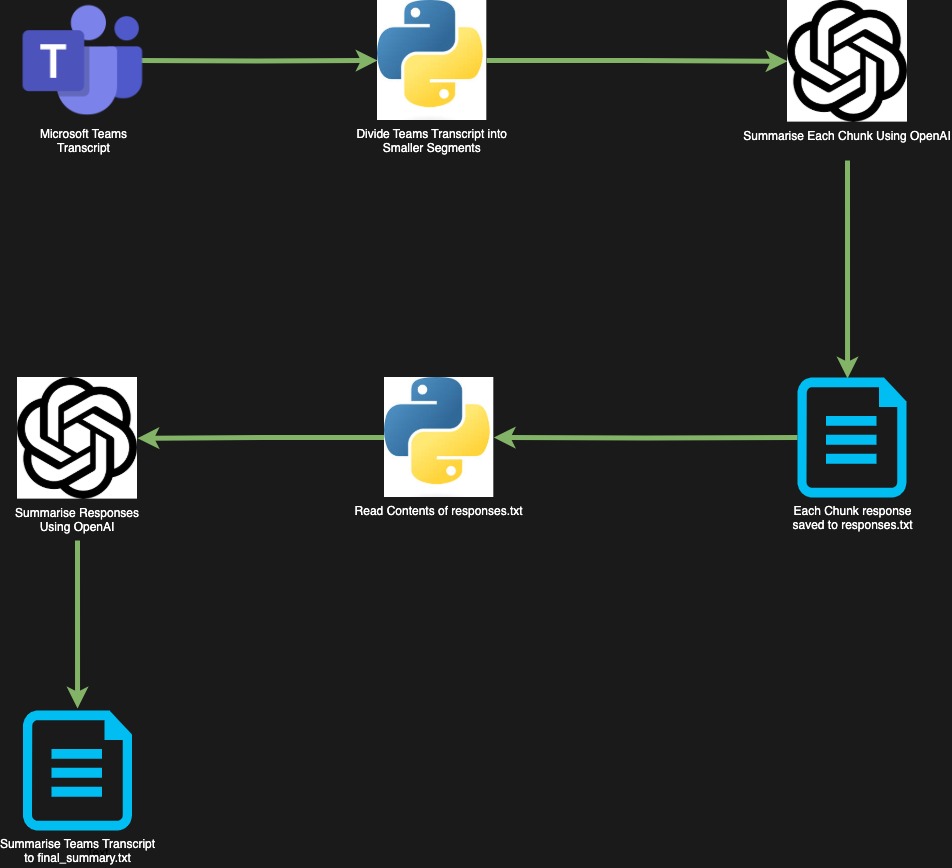 T
Microsoft Teams
Transcript
Divide Teams Transcript into
Smaller Segments
Summarise Each Chunk Using OpenAI
Each Chunk response
saved to responses.txt
Read Contents of responses.txt
Summarise Responses
Using OpenAI
Summarise Teams Transcript
to final_summary.txt